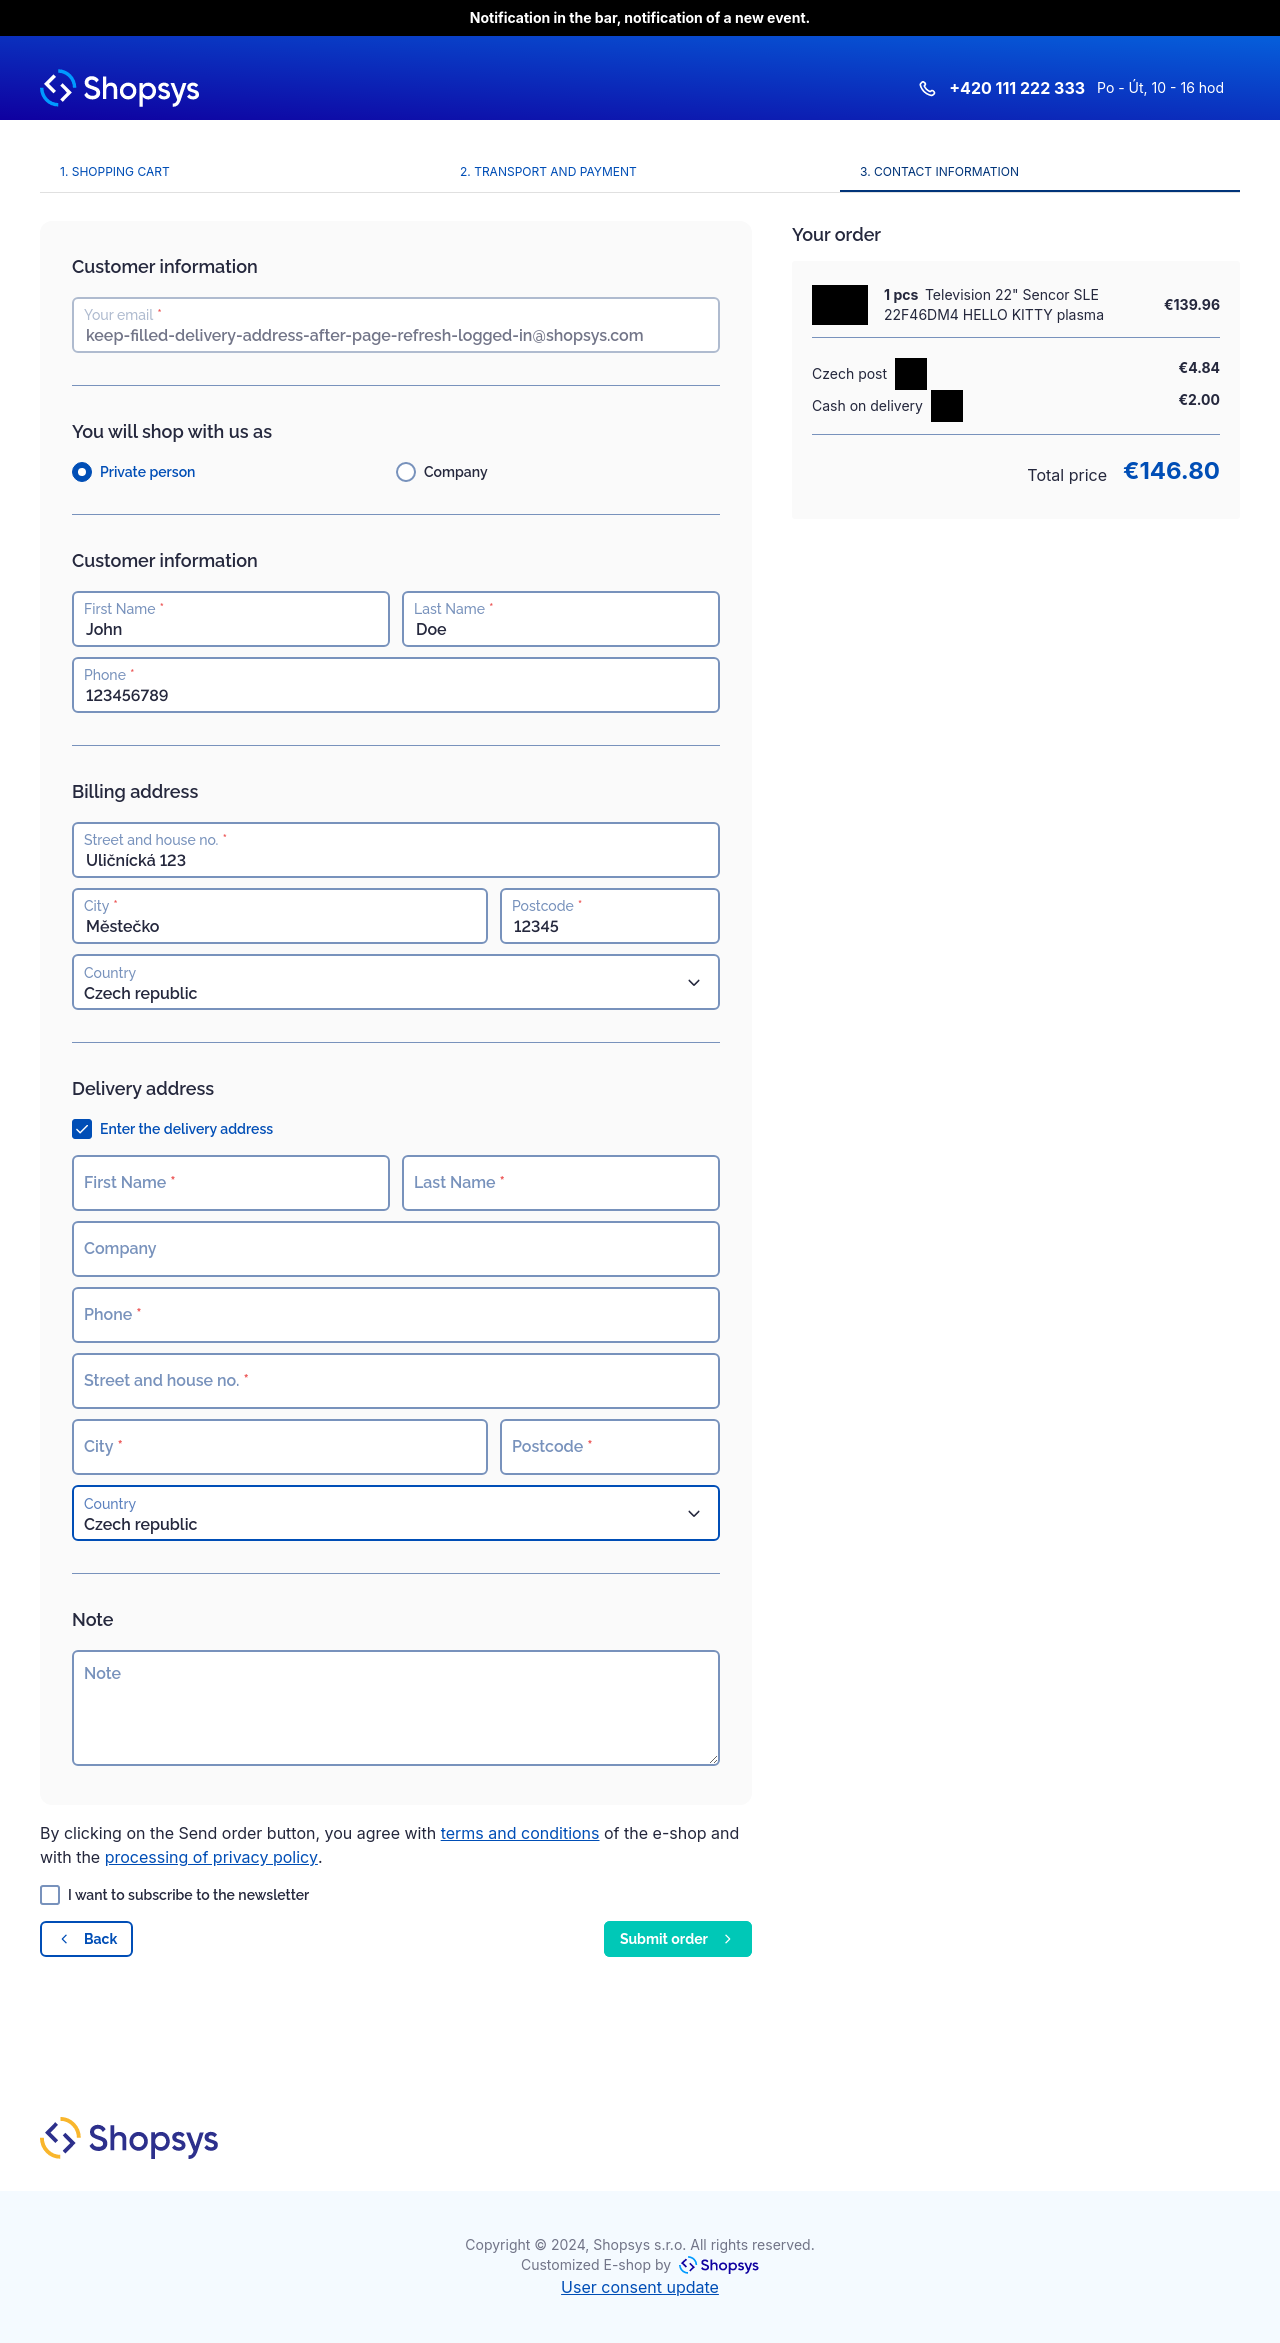 Notification in the bar, notification of a new event.
Shopsys
+420 111 222 333 Po - Út, 10 - 16 hod
1. SHOPPING CART
2. TRANSPORT AND PAYMENT
3. CONTACT INFORMATION
Customer information
Your email *
keep-filled-delivery-address-after-page-refresh-logged-in@shopsys.com
You will shop with us as
Private person
Company
Customer information
First Name *
John
Last Name *
Doe
Phone *
123456789
Billing address
Street and house no. *
Uličnícká 123
City *
Městečko
Postcode *
12345
Country
Czech republic
Delivery address
Enter the delivery address
First Name *
Last Name *
Company
Phone *
Street and house no. *
City *
Postcode *
Country
Czech republic
Note
Note
By clicking on the Send order button, you agree with terms and conditions of the e-shop and
with the processing of privacy policy.
I want to subscribe to the newsletter
Back
Submit order
Your order
1 pcs Television 22" Sencor SLE
22F46DM4 HELLO KITTY plasma
€139.96
Czech post
€4.84
Cash on delivery
€2.00
Total price €146.80
Shopsys
Copyright © 2024, Shopsys s.r.o. All rights reserved.
Customized E-shop by Shopsys
User consent update